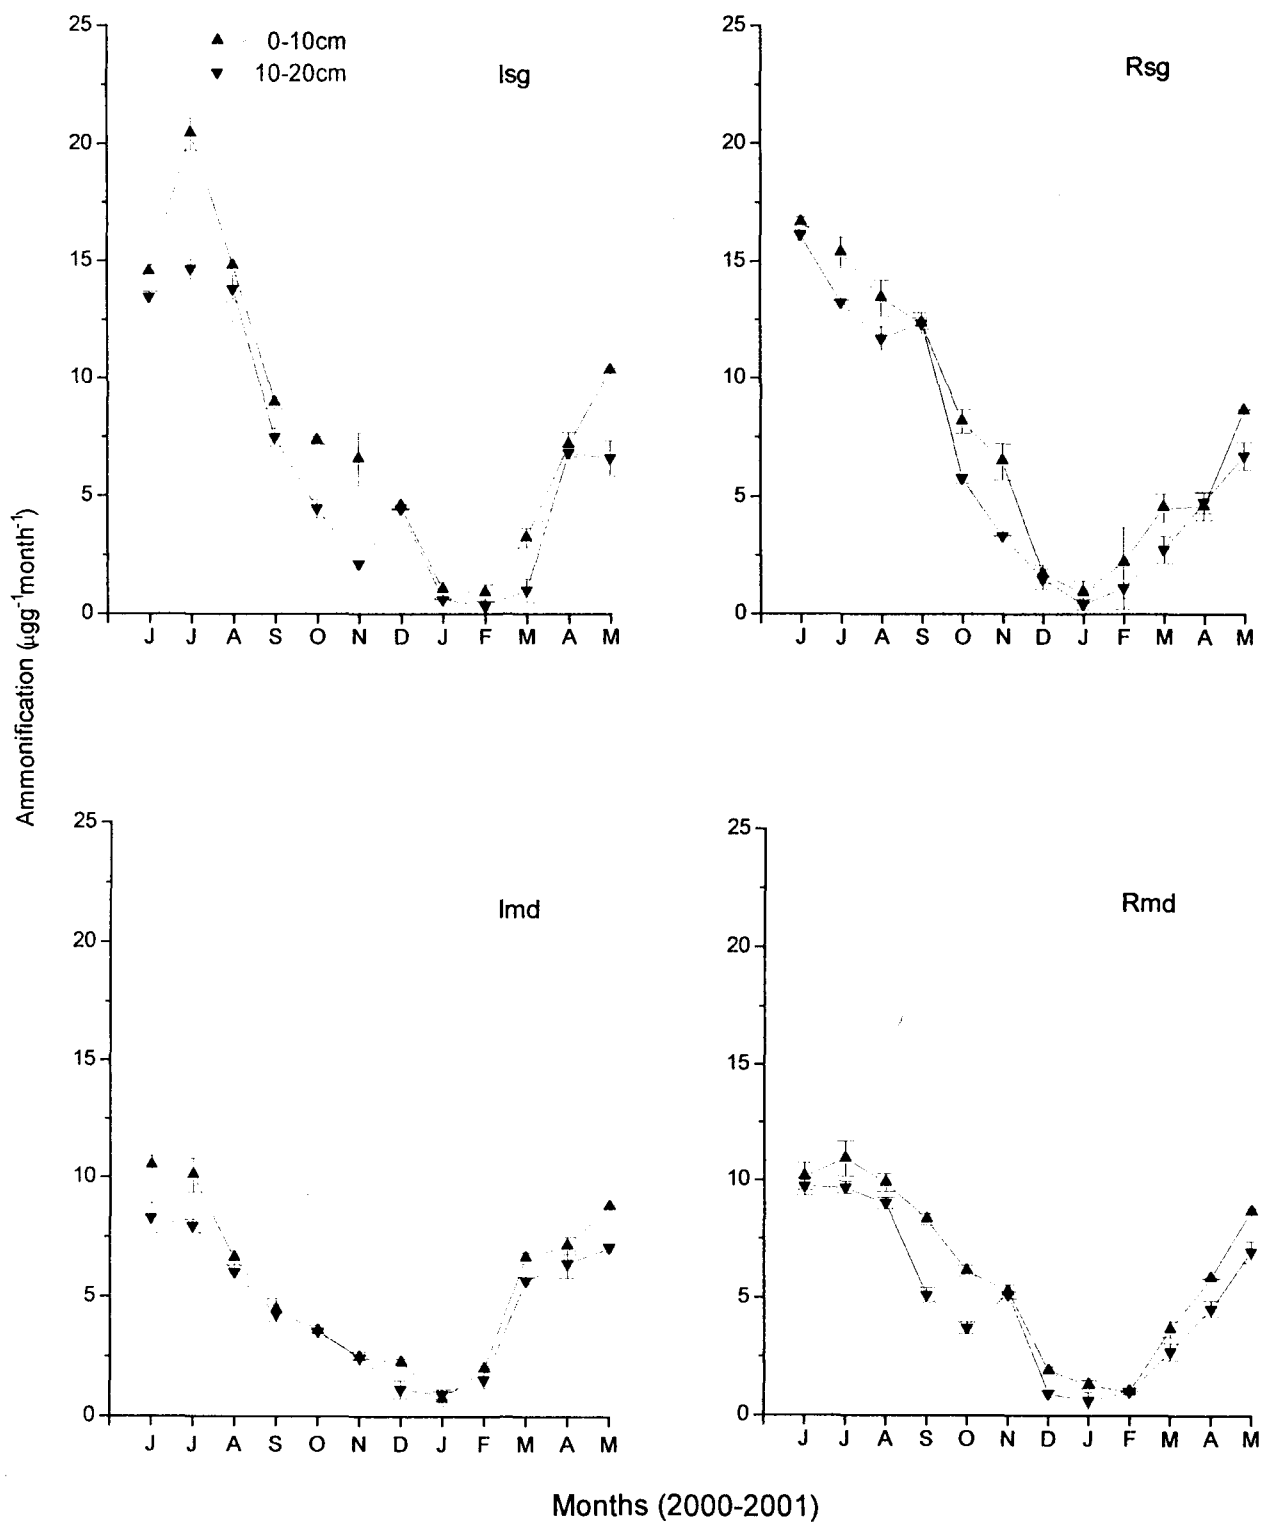 0-10cm
10-20cm
Isg
25
20
15
10
5
0
J J A S O N D J F M A M
Rsg
25
20
15
10
5
0
J J A S O N D J F M A M
Ammonification (µgg⁻¹month⁻¹)
Imd
25
20
15
10
5
0
J J A S O N D J F M A M
Rmd
25
20
15
10
5
0
J J A S O N D J F M A M
Months (2000-2001)